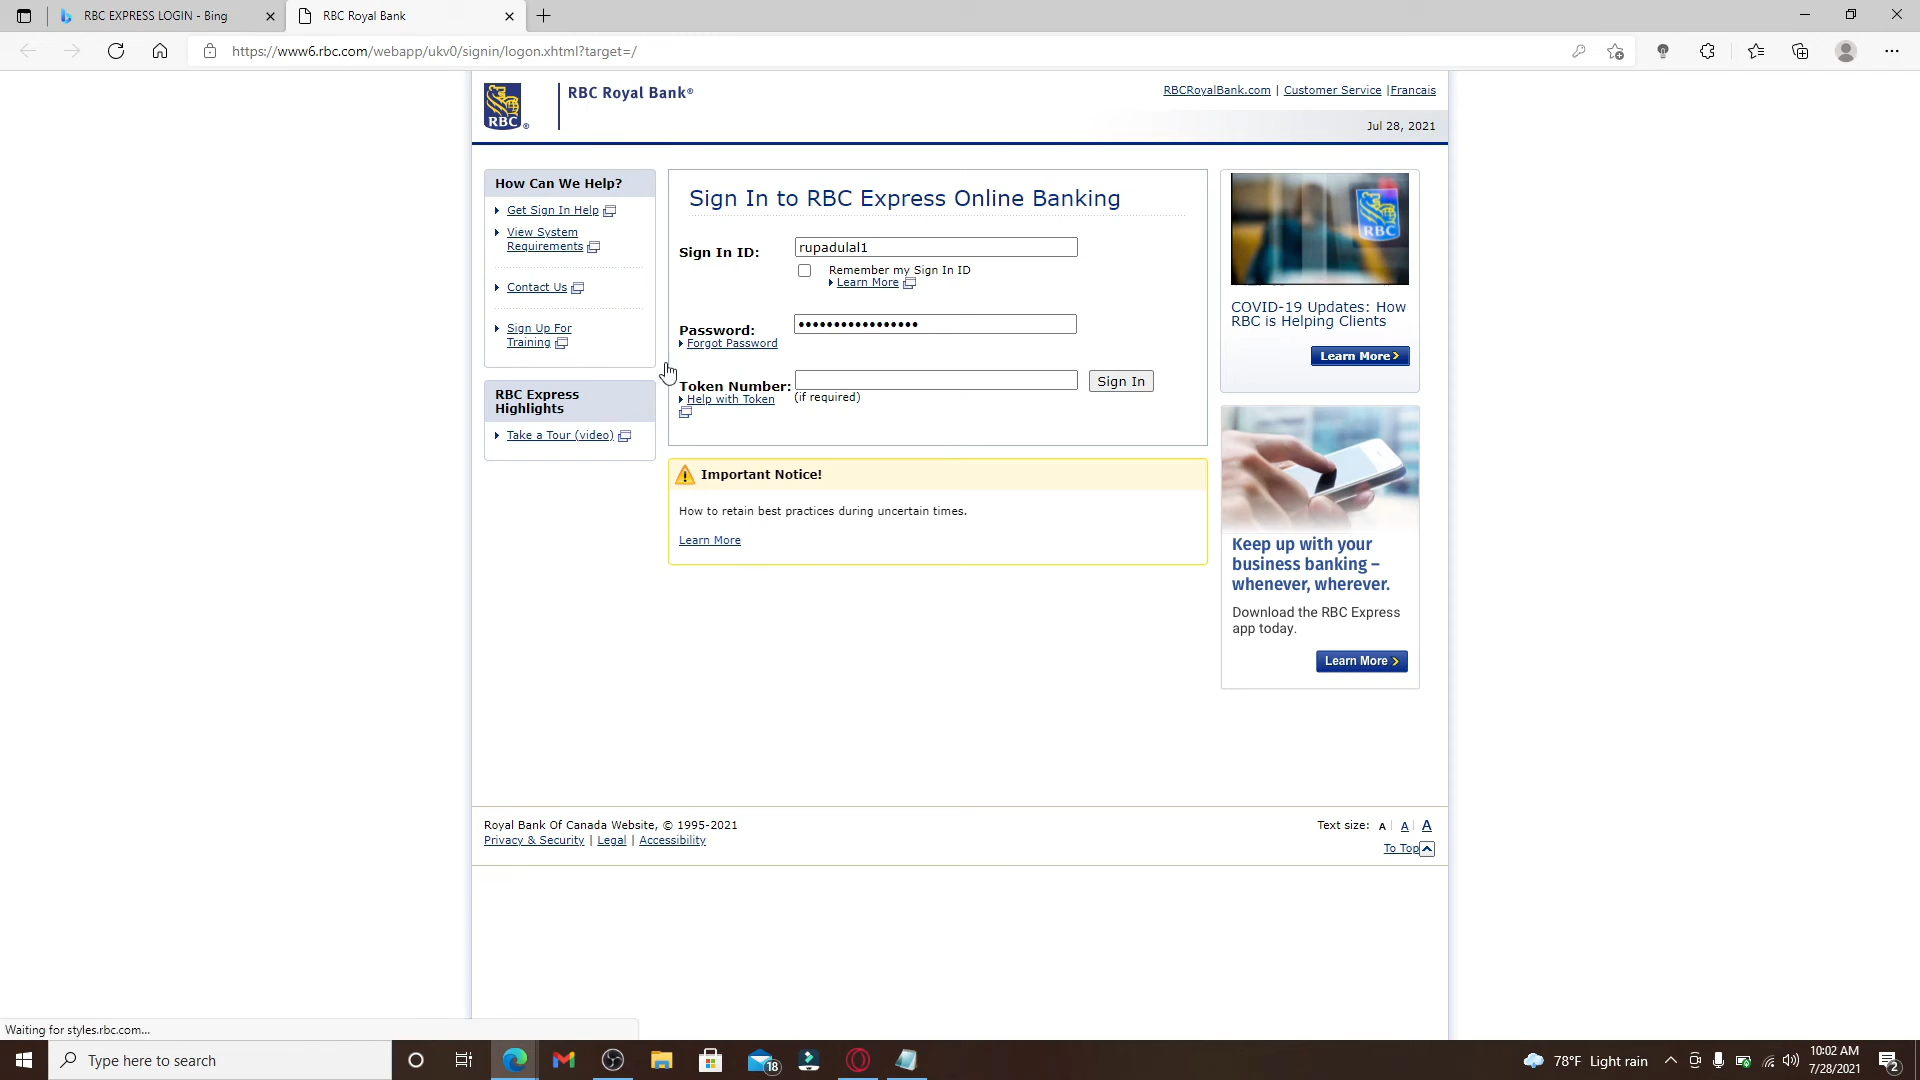 RBC EXPRESS LOGIN - Bing
RBC Royal Bank
https://www6.rbc.com/webapp/ukv0/signin/logon.xhtml?target=/
RBC
®
RBC Royal Bank®
RBCRoyalBank.com | Customer Service |Francais
Jul 28, 2021
How Can We Help?
Get Sign In Help
View System
Requirements
Contact Us
Sign Up For
Training
RBC Express
Highlights
Take a Tour (video)
Sign In to RBC Express Online Banking
Sign In ID:
rupadulal1
Remember my Sign In ID
Learn More
Password:
•••••••••••••••••
Forgot Password
Token Number:
Sign In
Help with Token
(if required)
Important Notice!
How to retain best practices during uncertain times.
Learn More
RBC
COVID-19 Updates: How
RBC is Helping Clients
Learn More
Keep up with your
business banking –
whenever, wherever.
Download the RBC Express
app today.
Learn More
Royal Bank Of Canada Website, © 1995-2021
Privacy & Security | Legal | Accessibility
Text size: A | A | A
To Top
Waiting for styles.rbc.com...
Type here to search
18
78°F Light rain
10:02 AM
7/28/2021
2